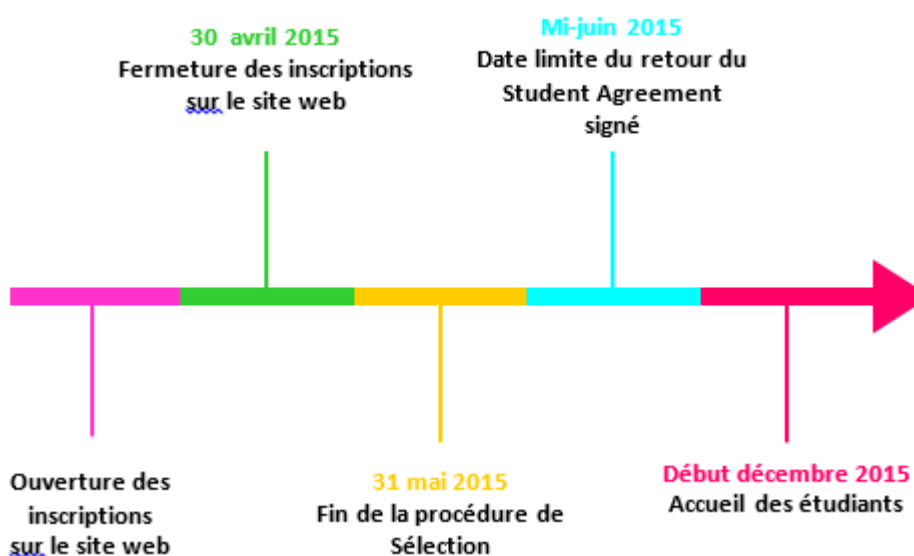 30 avril 2015
Fermeture des inscriptions
sur le site web
Mi-juin 2015
Date limite du retour du
Student Agreement
signé
Ouverture des
inscriptions
sur le site web
31 mai 2015
Fin de la procédure de
Sélection
Début décembre 2015
Accueil des étudiants